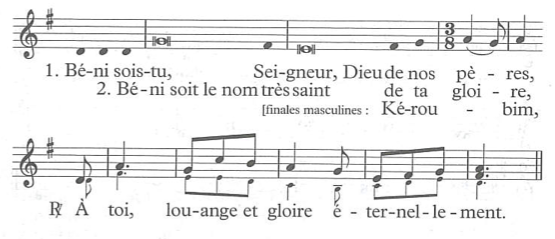 3
8
1. Bé-ni sois-tu, Sei-gneur, Dieu de nos pè - res,
2. Bé-ni soit le nom très saint de ta gloi - re,
[finales masculines : Ké-rou - bim,
℟ À toi, lou-ange et gloire é - ter-nel-le-ment.